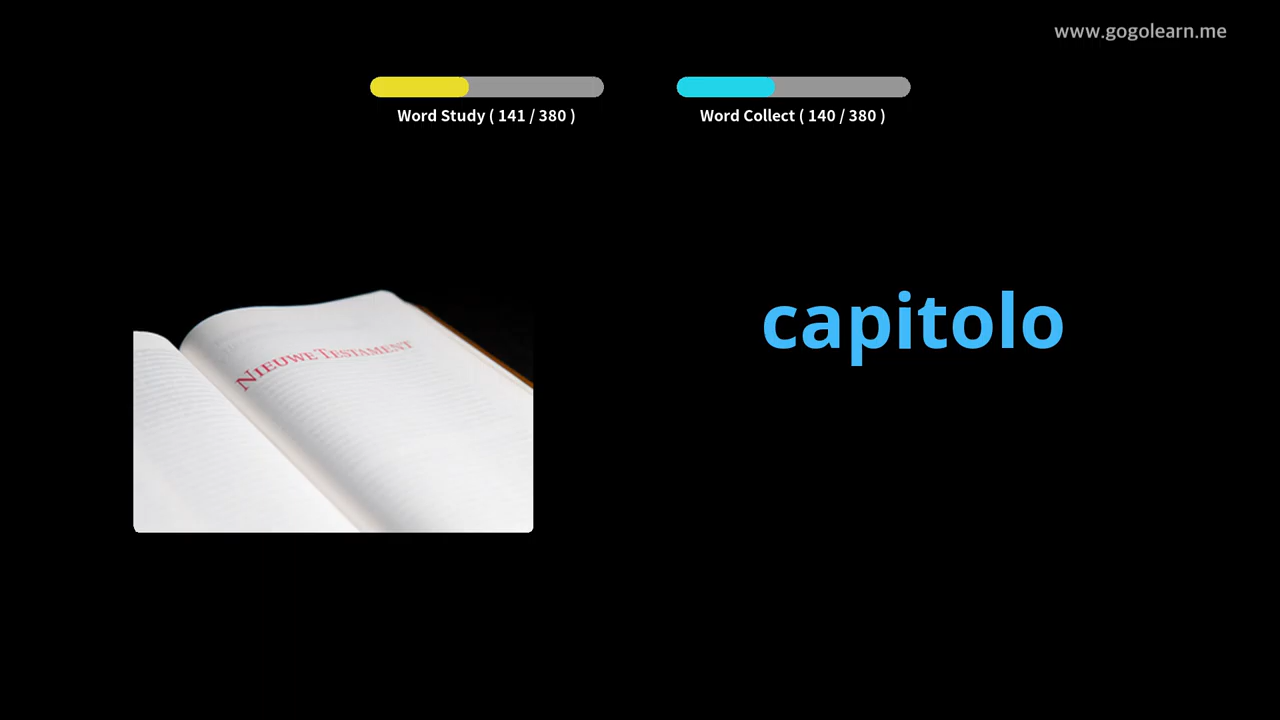 www.gogolearn.me
Word Study ( 141 / 380 )
Word Collect ( 140 / 380 )
capitolo
NIEUWE TESTAMENT